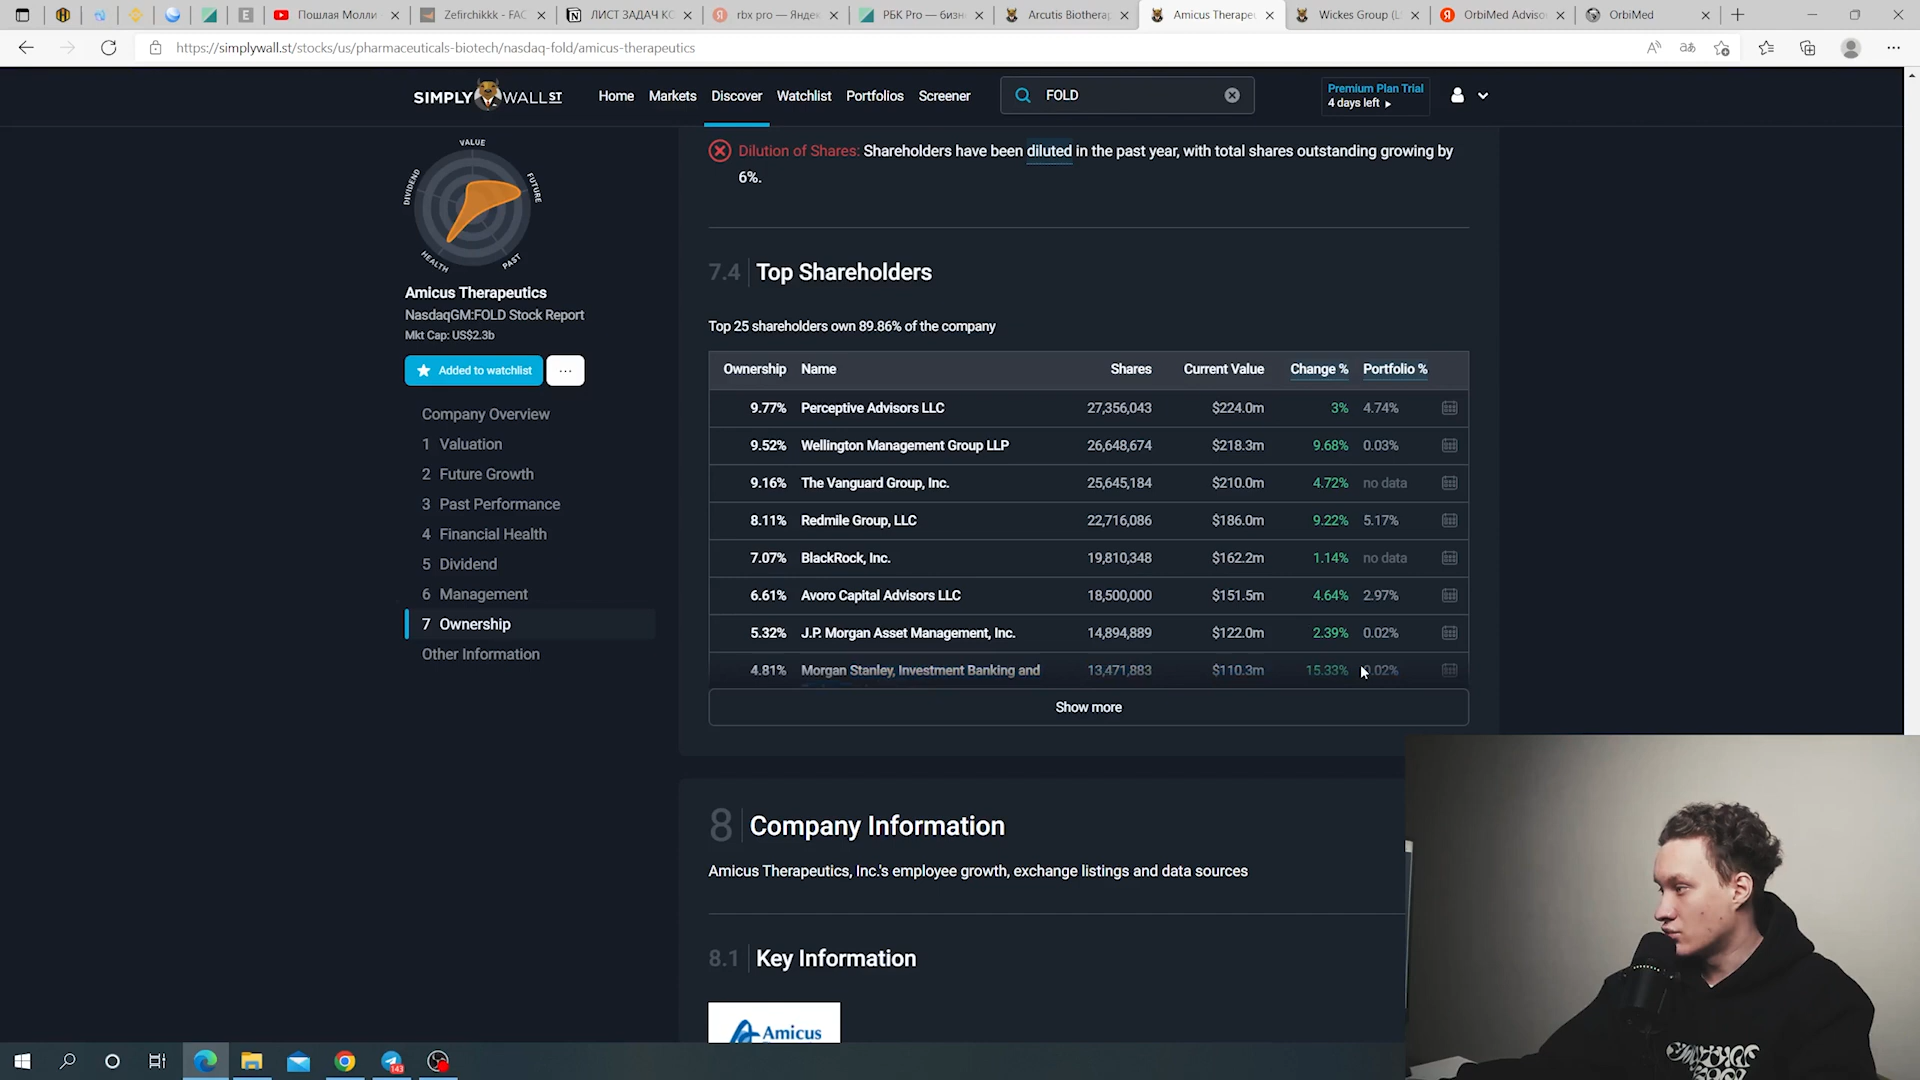 Пошлая Молли
Zefirchikkk - FAC
ЛИСТ ЗАДАЧ КС
rbx pro — Яндек
РБК Pro — бизн
Arcutis Biotherap
Amicus Therapeu
Wickes Group (L
OrbiMed Adviso
OrbiMed
https://simplywall.st/stocks/us/pharmaceuticals-biotech/nasdaq-fold/amicus-therapeutics
SIMPLY WALL ST
Home Markets Discover Watchlist Portfolios Screener
FOLD
Premium Plan Trial
4 days left
VALUE
FUTURE
PAST
HEALTH
DIVIDEND
Amicus Therapeutics
NasdaqGM:FOLD Stock Report
Mkt Cap: US$2.3b
Added to watchlist
Company Overview
1 Valuation
2 Future Growth
3 Past Performance
4 Financial Health
5 Dividend
6 Management
7 Ownership
Other Information
Dilution of Shares: Shareholders have been diluted in the past year, with total shares outstanding growing by
6%.
7.4 Top Shareholders
Top 25 shareholders own 89.86% of the company
Ownership Name Shares Current Value Change % Portfolio %
9.77% Perceptive Advisors LLC 27,356,043 $224.0m 3% 4.74%
9.52% Wellington Management Group LLP 26,648,674 $218.3m 9.68% 0.03%
9.16% The Vanguard Group, Inc. 25,645,184 $210.0m 4.72% no data
8.11% Redmile Group, LLC 22,716,086 $186.0m 9.22% 5.17%
7.07% BlackRock, Inc. 19,810,348 $162.2m 1.14% no data
6.61% Avoro Capital Advisors LLC 18,500,000 $151.5m 4.64% 2.97%
5.32% J.P. Morgan Asset Management, Inc. 14,894,889 $122.0m 2.39% 0.02%
4.81% Morgan Stanley, Investment Banking and 13,471,883 $110.3m 15.33% 0.02%
Show more
8 Company Information
Amicus Therapeutics, Inc.'s employee growth, exchange listings and data sources
8.1 Key Information
Amicus
143